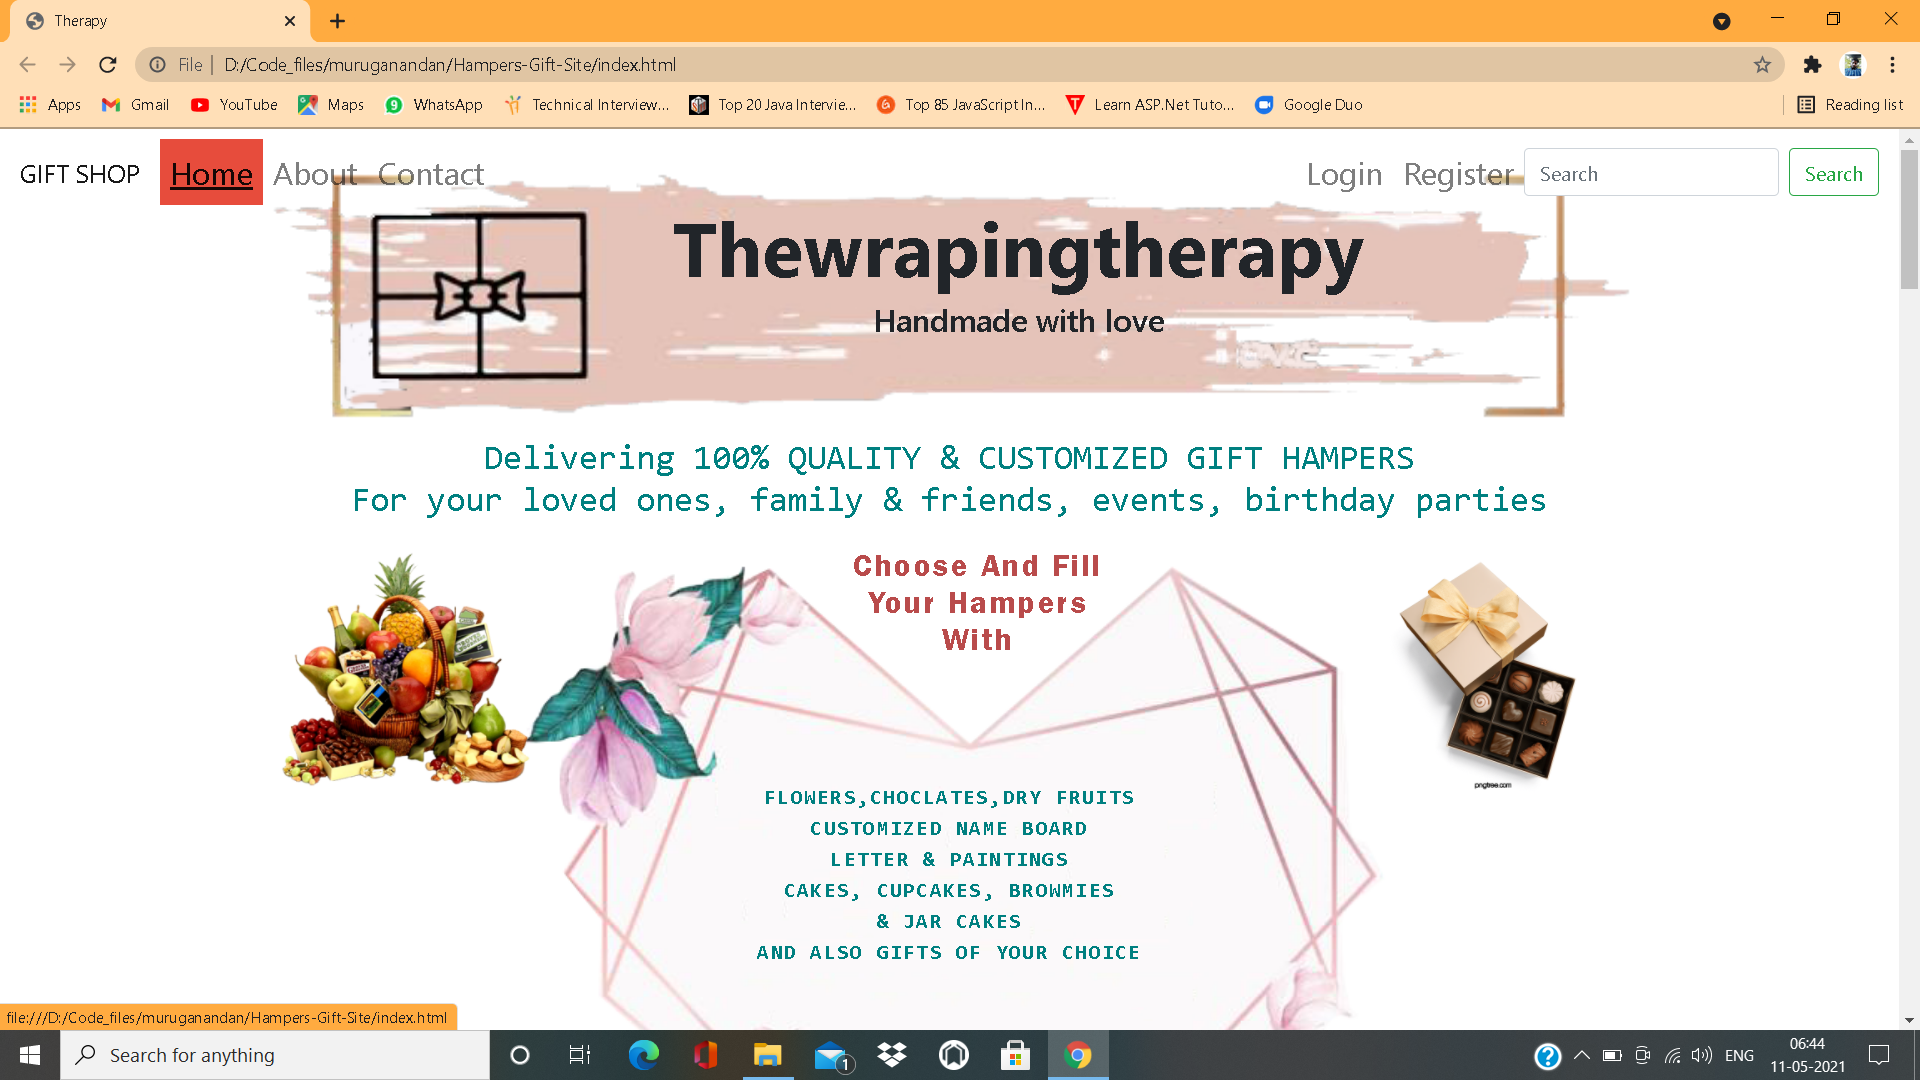 Therapy
File | D:/Code_files/muruganandan/Hampers-Gift-Site/index.html
Apps Gmail YouTube Maps WhatsApp Technical Interview... Top 20 Java Intervie... Top 85 JavaScript In... Learn ASP.Net Tuto... Google Duo Reading list
GIFT SHOP Home About Contact Login Register Search Search
Thewrapingtherapy
Handmade with love
Delivering 100% QUALITY & CUSTOMIZED GIFT HAMPERS
For your loved ones, family & friends, events, birthday parties
Choose And Fill
Your Hampers
With
pngtree.com
FLOWERS,CHOCLATES,DRY FRUITS
CUSTOMIZED NAME BOARD
LETTER & PAINTINGS
CAKES, CUPCAKES, BROWMIES
& JAR CAKES
AND ALSO GIFTS OF YOUR CHOICE
file:///D:/Code_files/muruganandan/Hampers-Gift-Site/index.html
Search for anything
1
ENG
06:44
11-05-2021